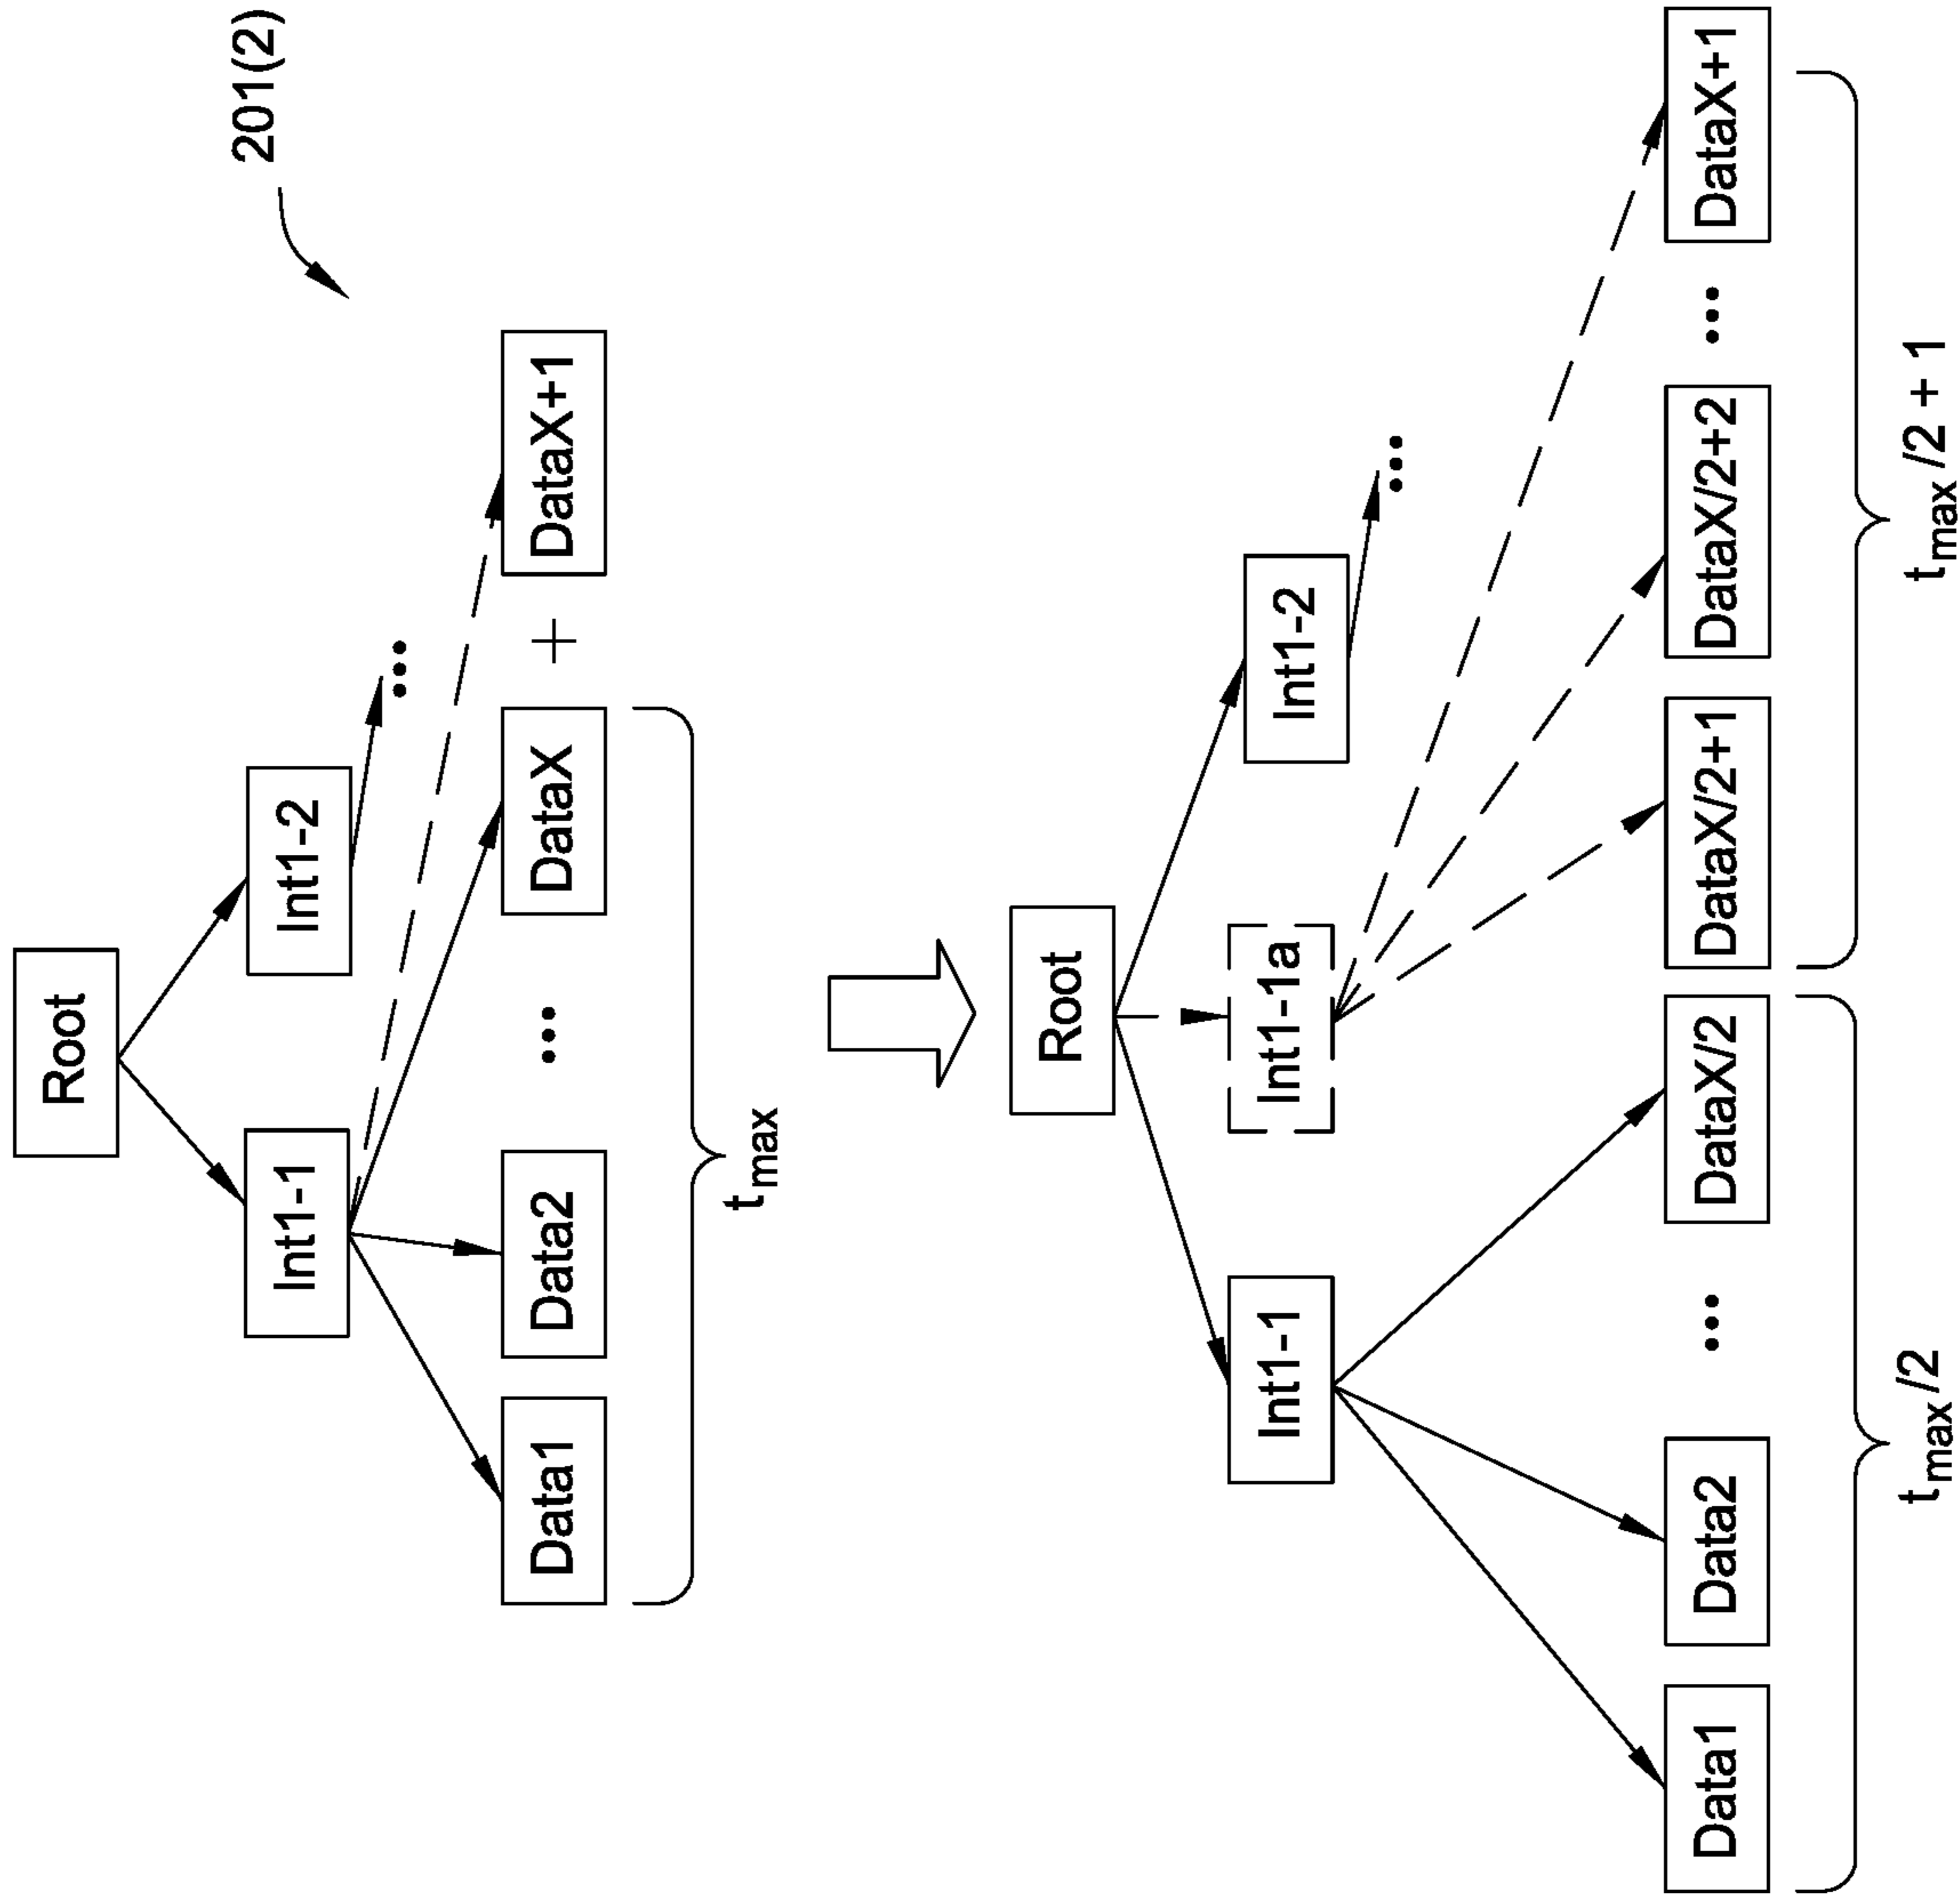 201(2)
Root
Int1-1
Int1-2
...
Data1
Data2
...
DataX
+
DataX+1
tmax
Root
Int1-1
Int1-1a
Int1-2
...
Data1
Data2
...
DataX/2
DataX/2+1
DataX/2+2
...
DataX+1
tmax/2
tmax/2 + 1